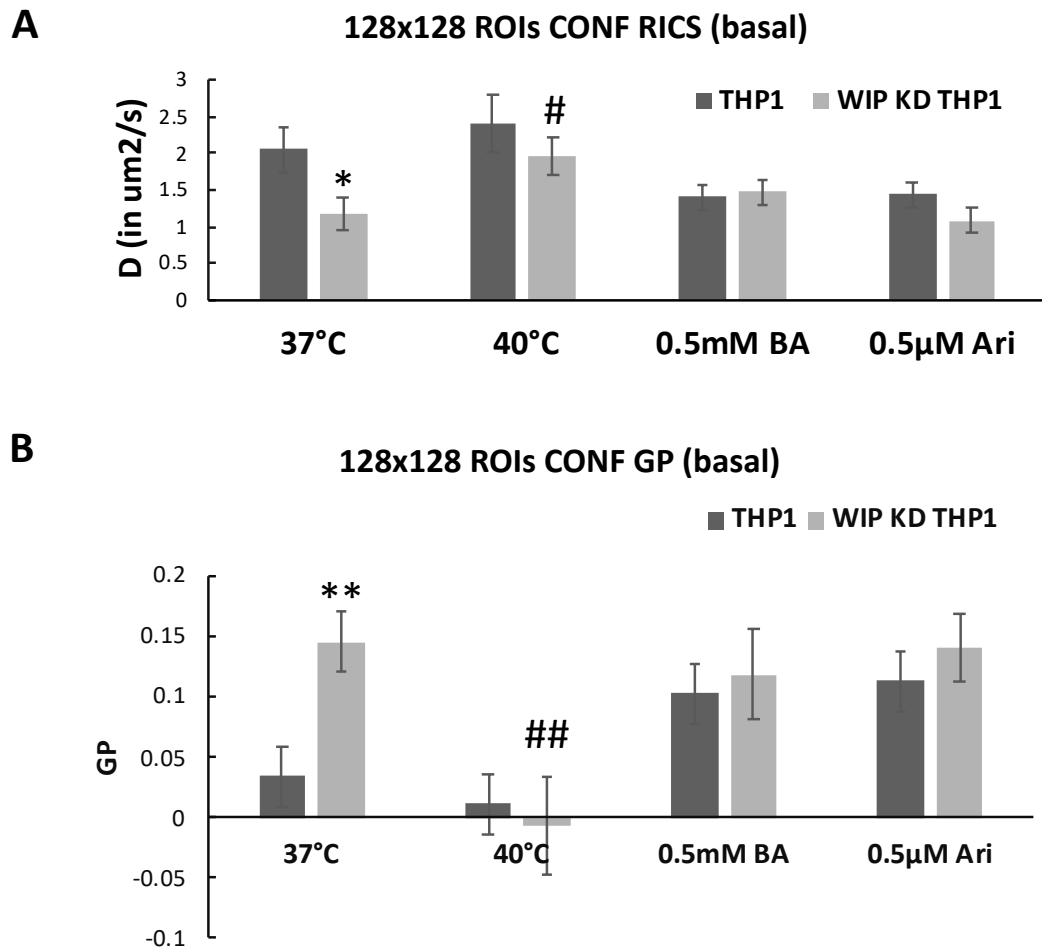 A
128x128 ROIs CONF RICS (basal)
THP1 WIP KD THP1
D (in um2/s)
3
2.5
2
1.5
1
0.5
0
*
#
37°C 40°C 0.5mM BA 0.5µM Ari
B
128x128 ROIs CONF GP (basal)
THP1 WIP KD THP1
GP
0.2
0.15
0.1
0.05
0
-0.05
-0.1
**
##
37°C 40°C 0.5mM BA 0.5µM Ari